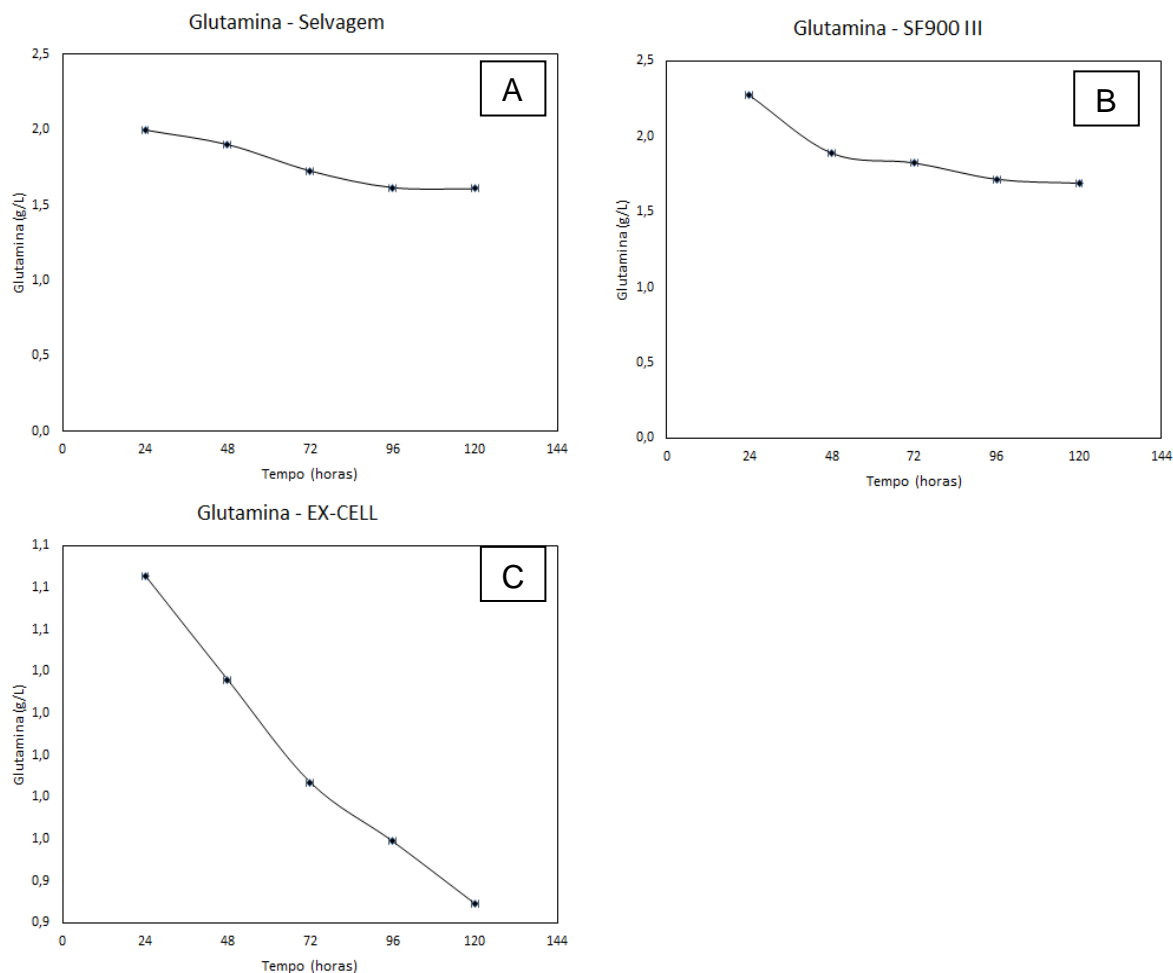 Glutamina - Selvagem
A
2,5
2,0
1,5
1,0
0,5
0,0
Glutamina (g/L)
0 24 48 72 96 120 144
Tempo (horas)
Glutamina - SF900 III
B
2,5
2,0
1,5
1,0
0,5
0,0
Glutamina (g/L)
0 24 48 72 96 120 144
Tempo (horas)
Glutamina - EX-CELL
C
1,1
1,1
1,1
1,0
1,0
1,0
1,0
1,0
0,9
0,9
Glutamina (g/L)
0 24 48 72 96 120 144
Tempo (horas)